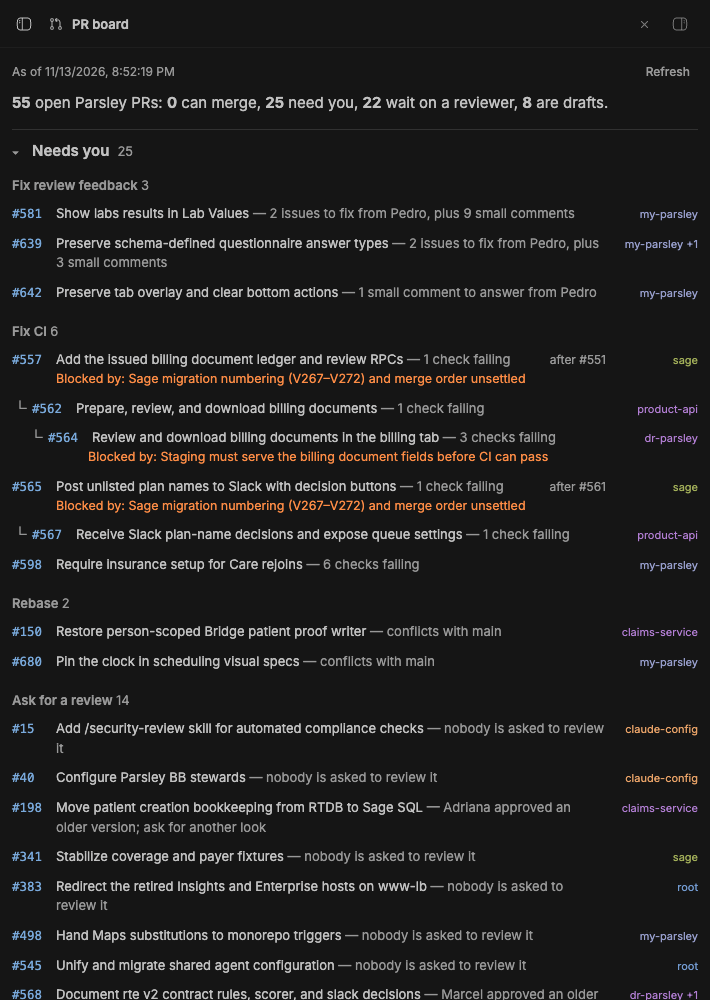 PR board
As of 11/13/2026, 8:52:19 PM
Refresh
55 open Parsley PRs: 0 can merge, 25 need you, 22 wait on a reviewer, 8 are drafts.
Needs you 25
Fix review feedback 3
#581 Show labs results in Lab Values — 2 issues to fix from Pedro, plus 9 small comments my-parsley
#639 Preserve schema-defined questionnaire answer types — 2 issues to fix from Pedro, plus my-parsley +1
3 small comments
#642 Preserve tab overlay and clear bottom actions — 1 small comment to answer from Pedro my-parsley
Fix CI 6
#557 Add the issued billing document ledger and review RPCs — 1 check failing after #551 sage
Blocked by: Sage migration numbering (V267–V272) and merge order unsettled
#562 Prepare, review, and download billing documents — 1 check failing product-api
#564 Review and download billing documents in the billing tab — 3 checks failing dr-parsley
Blocked by: Staging must serve the billing document fields before CI can pass
#565 Post unlisted plan names to Slack with decision buttons — 1 check failing after #561 sage
Blocked by: Sage migration numbering (V267–V272) and merge order unsettled
#567 Receive Slack plan-name decisions and expose queue settings — 1 check failing product-api
#598 Require insurance setup for Care rejoins — 6 checks failing my-parsley
Rebase 2
#150 Restore person-scoped Bridge patient proof writer — conflicts with main claims-service
#680 Pin the clock in scheduling visual specs — conflicts with main my-parsley
Ask for a review 14
#15 Add /security-review skill for automated compliance checks — nobody is asked to review claude-config
it
#40 Configure Parsley BB stewards — nobody is asked to review it claude-config
#198 Move patient creation bookkeeping from RTDB to Sage SQL — Adriana approved an claims-service
older version; ask for another look
#341 Stabilize coverage and payer fixtures — nobody is asked to review it sage
#383 Redirect the retired Insights and Enterprise hosts on www-lb — nobody is asked to root
review it
#498 Hand Maps substitutions to monorepo triggers — nobody is asked to review it my-parsley
#545 Unify and migrate shared agent configuration — nobody is asked to review it root
#568 Document rte v2 contract rules, scorer, and slack decisions — Marcel approved an older dr-parsley +1